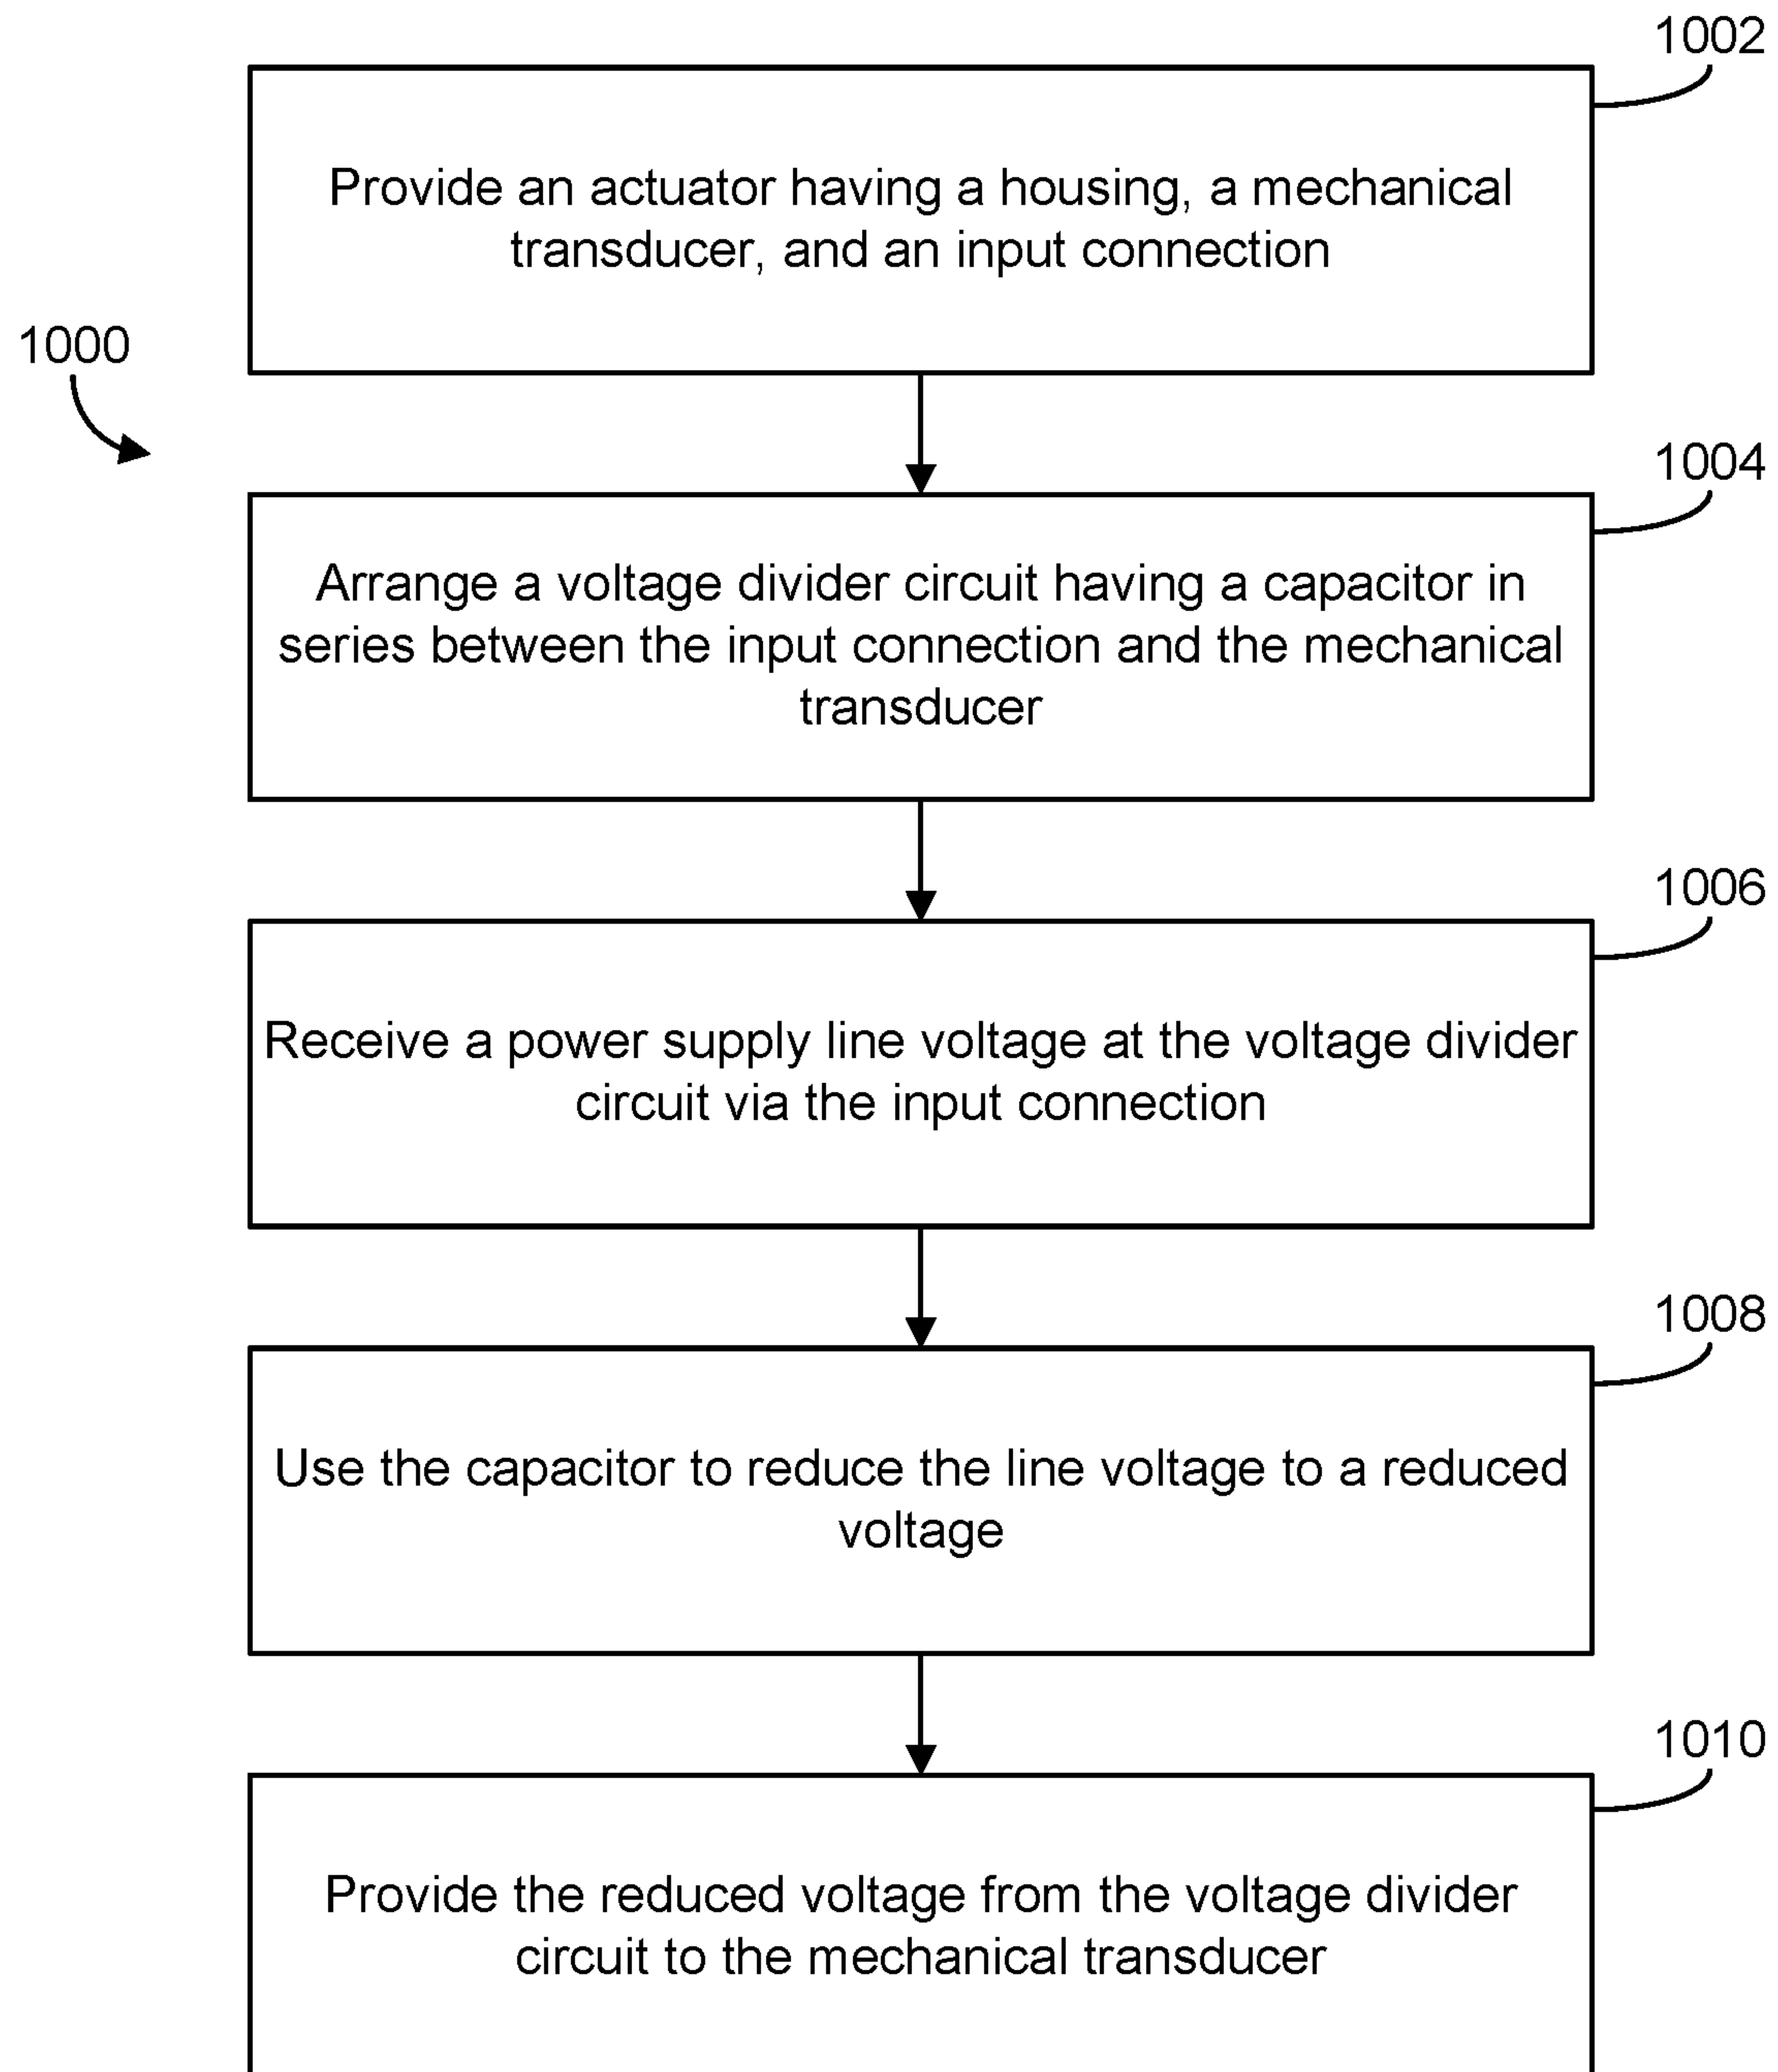 1002
Provide an actuator having a housing, a mechanical
transducer, and an input connection
1000
1004
Arrange a voltage divider circuit having a capacitor in
series between the input connection and the mechanical
transducer
1006
Receive a power supply line voltage at the voltage divider
circuit via the input connection
1008
Use the capacitor to reduce the line voltage to a reduced
voltage
1010
Provide the reduced voltage from the voltage divider
circuit to the mechanical transducer